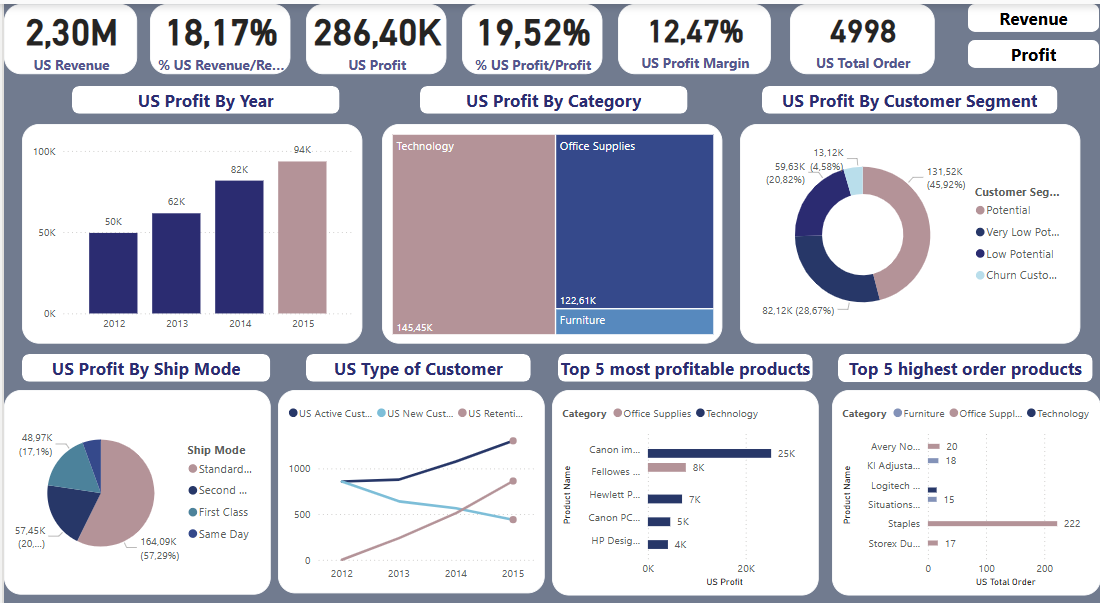 2,30M
US Revenue
18,17%
% US Revenue/Re...
286,40K
US Profit
19,52%
% US Profit/Profit
12,47%
US Profit Margin
4998
US Total Order
Revenue
Profit
US Profit By Year
100K
50K
0K
50K
62K
82K
94K
2012
2013
2014
2015
US Profit By Category
Technology
145,45K
Office Supplies
122,61K
Furniture
US Profit By Customer Segment
13,12K
(4,58%)
59,63K
(20,82%)
131,52K
(45,92%)
82,12K (28,67%)
Customer Seg...
Potential
Very Low Pot...
Low Potential
Churn Custo...
US Profit By Ship Mode
48,97K
(17,1%)
57,45K
(20,...)
164,09K
(57,29%)
Ship Mode
Standard...
Second ...
First Class
Same Day
US Type of Customer
US Active Cust...
US New Cust...
US Retenti...
1000
500
0
2012
2013
2014
2015
Top 5 most profitable products
Category
Office Supplies
Technology
Product Name
Canon im...
25K
Fellowes ...
8K
Hewlett P...
7K
Canon PC...
5K
HP Desig...
4K
0K
20K
US Profit
Top 5 highest order products
Category
Furniture
Office Suppl...
Technology
Product Name
Avery No...
20
KI Adjusta...
18
Logitech ...
Situations...
15
Staples
222
Storex Du...
17
0
100
200
US Total Order